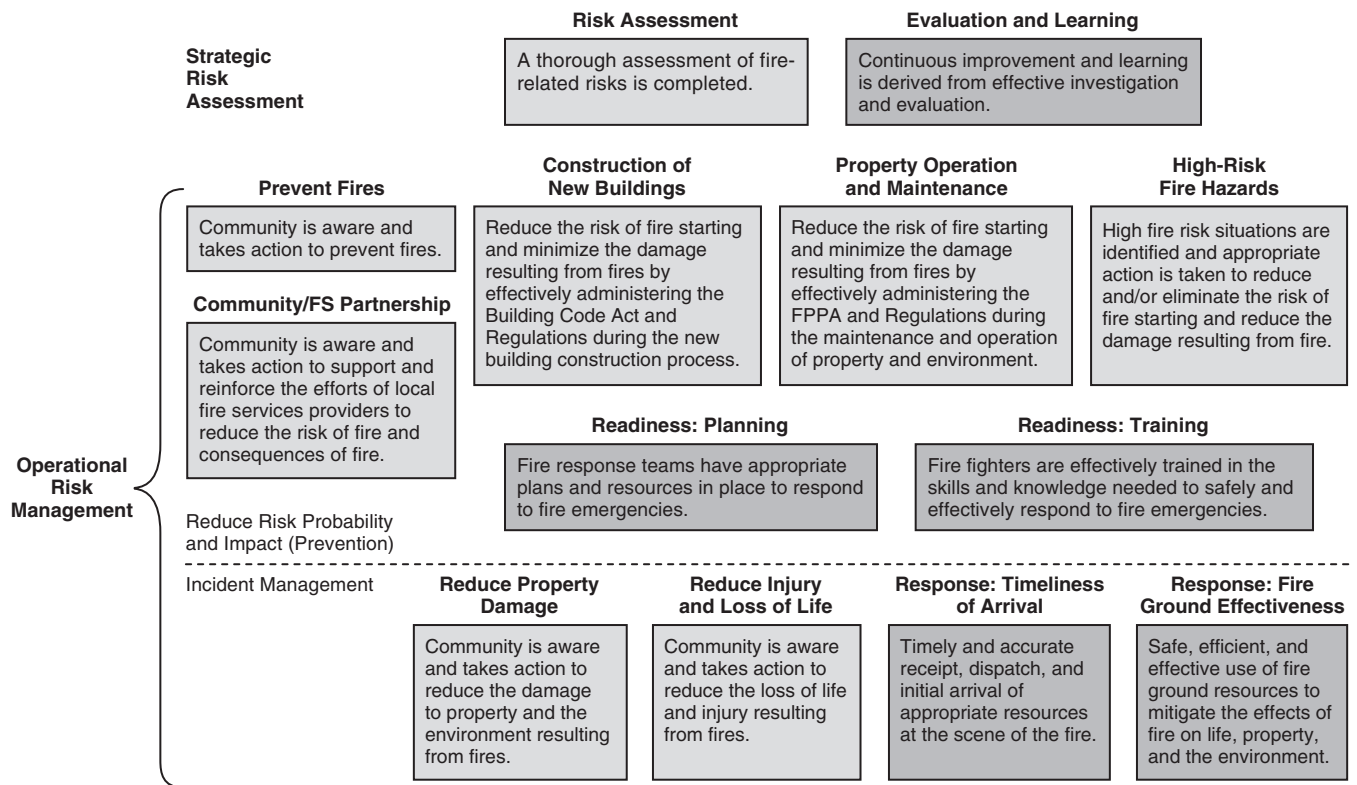 Strategic
Risk
Assessment
Risk Assessment
A thorough assessment of fire-
related risks is completed.
Evaluation and Learning
Continuous improvement and learning
is derived from effective investigation
and evaluation.
Operational
Risk
Management
Prevent Fires
Community is aware and
takes action to prevent fires.
Community/FS Partnership
Community is aware and
takes action to support and
reinforce the efforts of local
fire services providers to
reduce the risk of fire and
consequences of fire.
Construction of
New Buildings
Reduce the risk of fire starting
and minimize the damage
resulting from fires by
effectively administering the
Building Code Act and
Regulations during the new
building construction process.
Property Operation
and Maintenance
Reduce the risk of fire starting
and minimize the damage
resulting from fires by
effectively administering the
FPPA and Regulations during
the maintenance and operation
of property and environment.
High-Risk
Fire Hazards
High fire risk situations are
identified and appropriate
action is taken to reduce
and/or eliminate the risk of
fire starting and reduce the
damage resulting from fire.
Readiness: Planning
Fire response teams have appropriate
plans and resources in place to respond
to fire emergencies.
Readiness: Training
Fire fighters are effectively trained in the
skills and knowledge needed to safely and
effectively respond to fire emergencies.
Reduce Risk Probability
and Impact (Prevention)
Incident Management
Reduce Property
Damage
Community is aware
and takes action to
reduce the damage
to property and the
environment resulting
from fires.
Reduce Injury
and Loss of Life
Community is aware
and takes action to
reduce the loss of life
and injury resulting
from fires.
Response: Timeliness
of Arrival
Timely and accurate
receipt, dispatch, and
initial arrival of
appropriate resources
at the scene of the fire.
Response: Fire
Ground Effectiveness
Safe, efficient, and
effective use of fire
ground resources to
mitigate the effects of
fire on life, property,
and the environment.